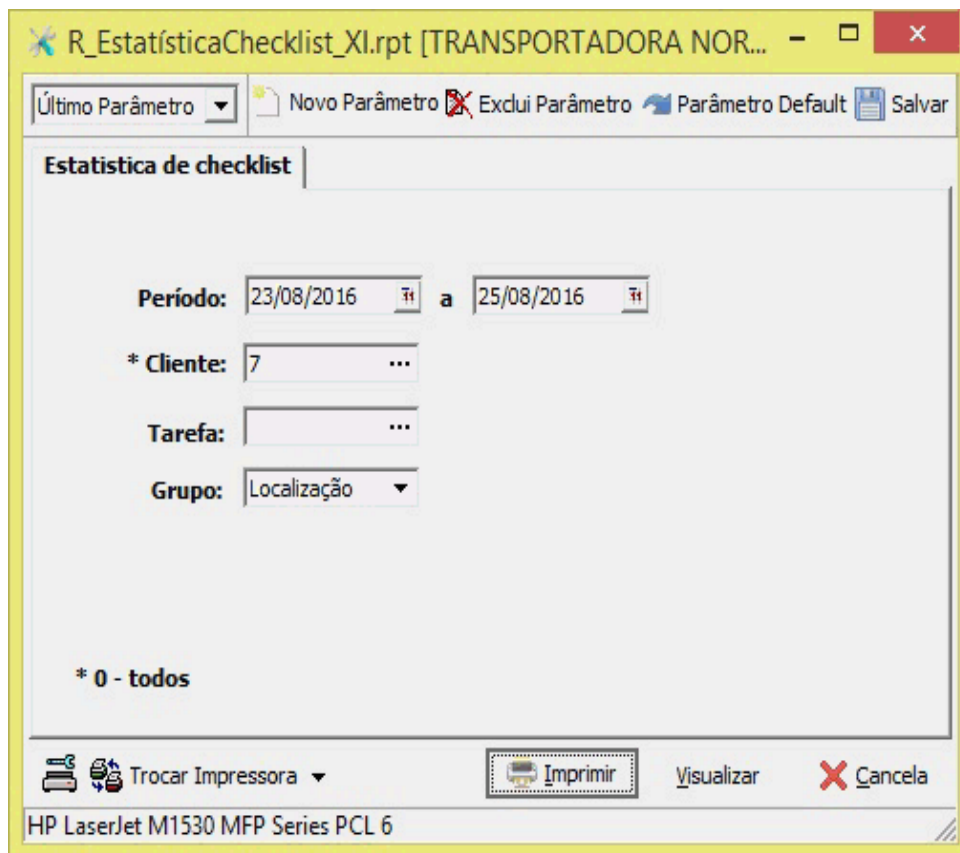 R_EstatísticaChecklist_XI.rpt [TRANSPORTADORA NOR...
Último Parâmetro Novo Parâmetro Exclui Parâmetro Parâmetro Default Salvar
Estatistica de checklist
Período: 23/08/2016 a 25/08/2016
* Cliente: 7 ...
Tarefa: ...
Grupo: Localização
* 0 - todos
Trocar Impressora Imprimir Visualizar Cancela
HP LaserJet M1530 MFP Series PCL 6